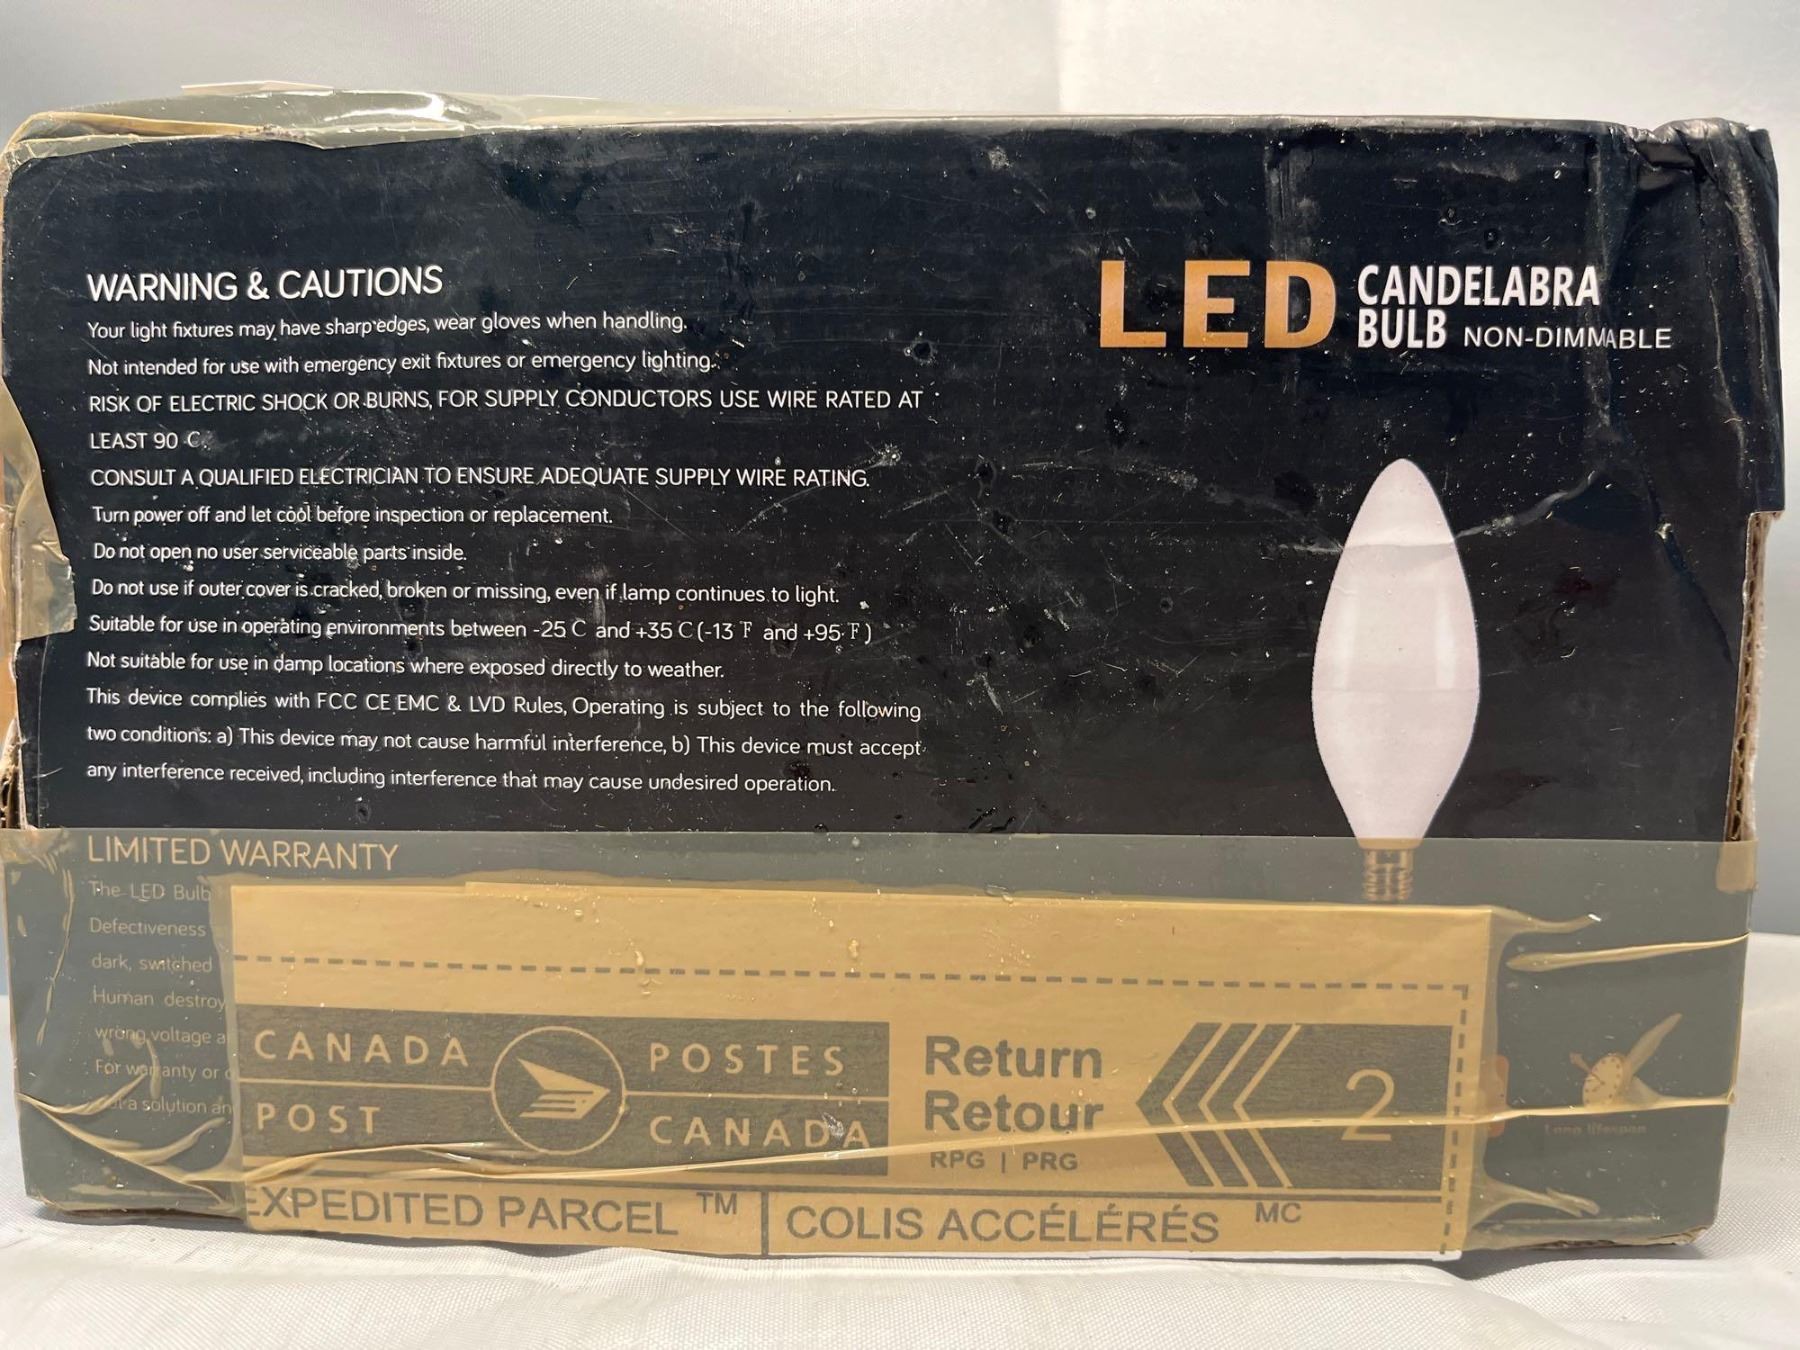 WARNING & CAUTIONS
Your light fixtures may have sharp edges, wear gloves when handling.
Not intended for use with emergency exit fixtures or emergency lighting.
RISK OF ELECTRIC SHOCK OR BURNS, FOR SUPPLY CONDUCTORS USE WIRE RATED AT
LEAST 90 C.
CONSULT A QUALIFIED ELECTRICIAN TO ENSURE ADEQUATE SUPPLY WIRE RATING.
Turn power off and let cool before inspection or replacement.
Do not open no user serviceable parts inside.
Do not use if outer cover is cracked, broken or missing, even if lamp continues to light.
Suitable for use in operating environments between -25 C and +35 C (-13 F and +95 F)
Not suitable for use in damp locations where exposed directly to weather.
This device complies with FCC CE EMC & LVD Rules, Operating is subject to the following
two conditions: a) This device may not cause harmful interference, b) This device must accept
any interference received, including interference that may cause undesired operation.
LIMITED WARRANTY
The LED Bulb
Defectiveness
dark, switched
Human destroy
wrong voltage a
For warranty or
a solution an
LED CANDELABRA
BULB NON-DIMMABLE
Long lifespan
CANADA POSTES
POST CANADA
Return
Retour
RPG | PRG
2
EXPEDITED PARCEL TM | COLIS ACCÉLÉRÉS MC